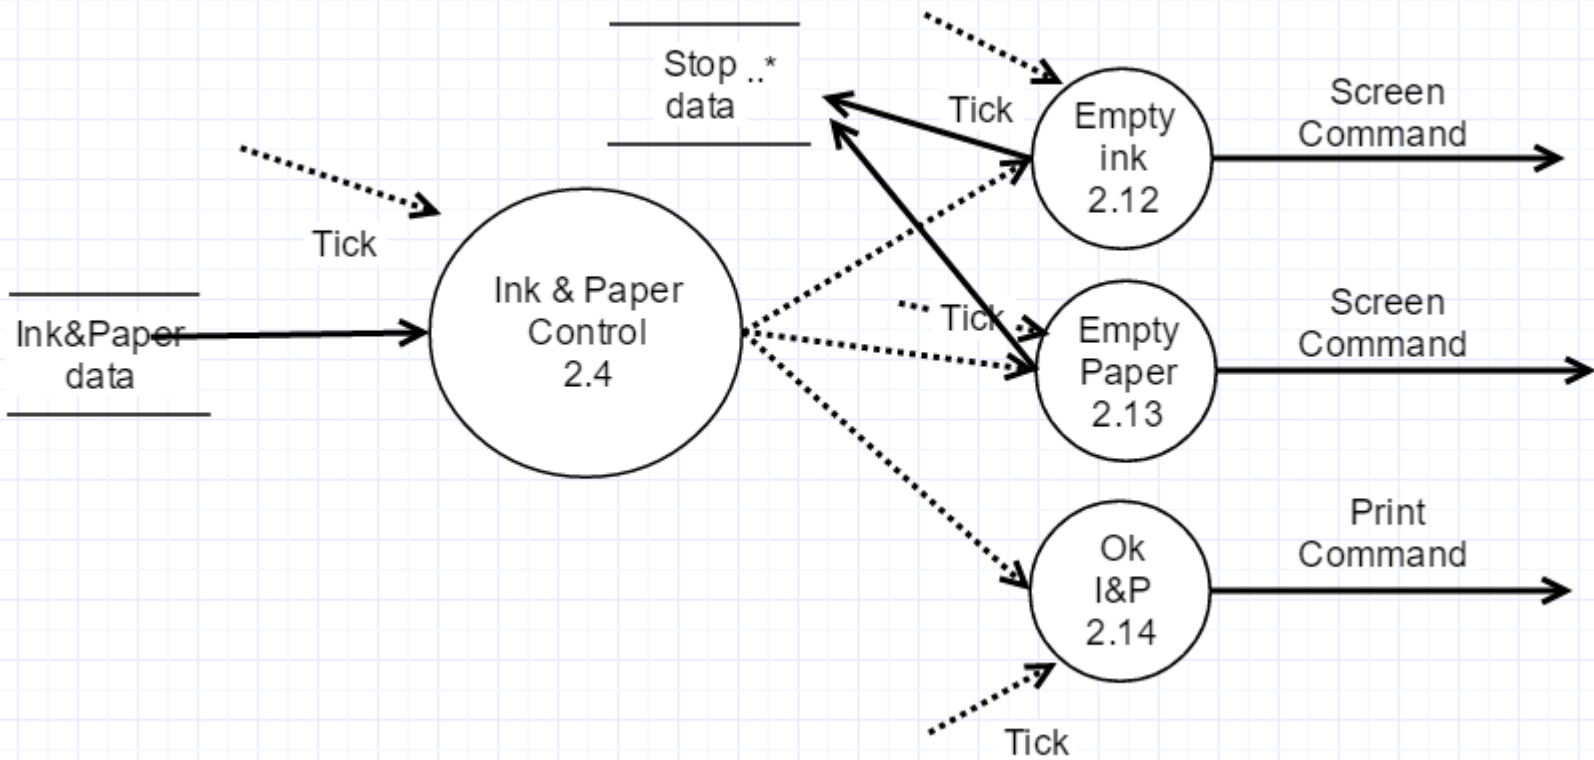 Stop ..*
data
Tick
Empty
ink
2.12
Screen
Command
Tick
Ink&Paper
data
Ink & Paper
Control
2.4
Tick
Empty
Paper
2.13
Screen
Command
Ok
I&P
2.14
Print
Command
Tick